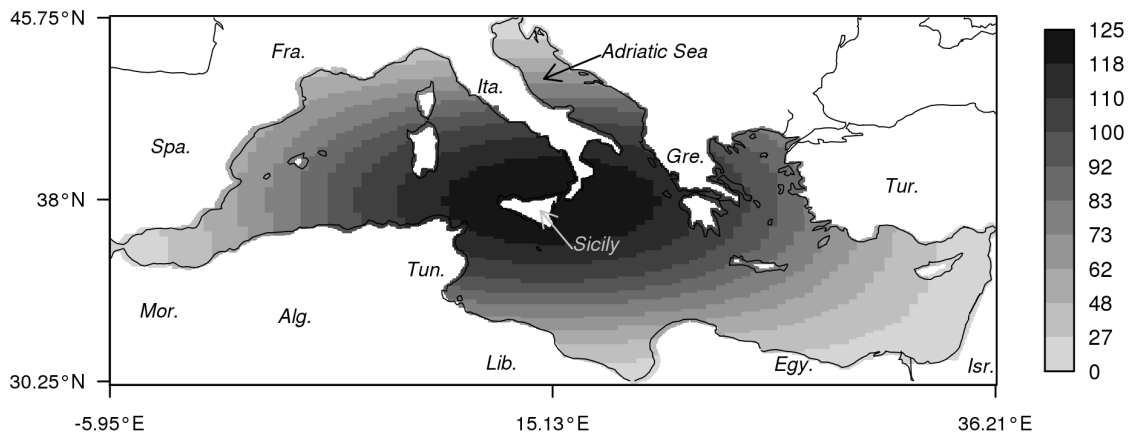 45.75°N
38°N
30.25°N
-5.95°E
15.13°E
36.21°E
Fra.
Adriatic Sea
Ita.
Spa.
Gre.
Tur.
Sicily
Tun.
Mor.
Alg.
Lib.
Egy.
Isr.
125
118
110
100
92
83
73
62
48
27
0